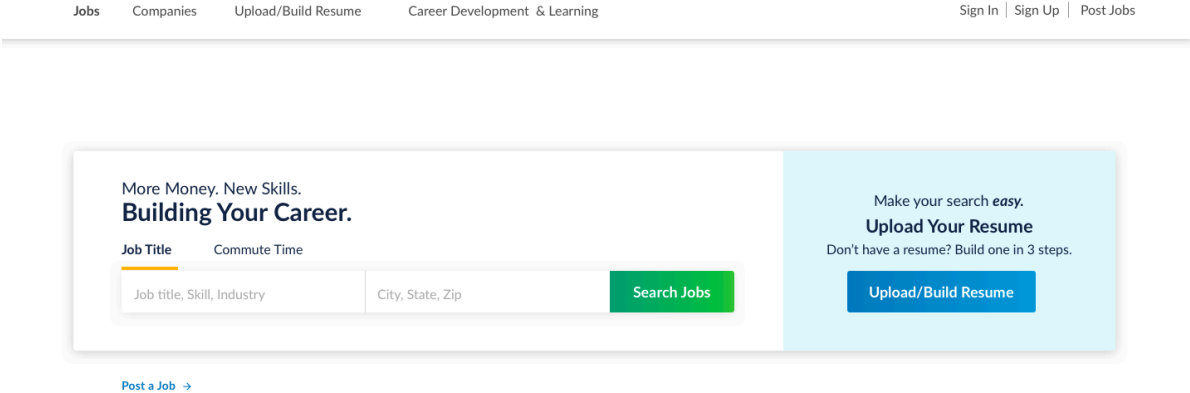 Jobs Companies Upload/Build Resume Career Development & Learning Sign In | Sign Up | Post Jobs
More Money. New Skills.
Building Your Career.
Job Title Commute Time
Job title, Skill, Industry City, State, Zip Search Jobs
Make your search easy.
Upload Your Resume
Don't have a resume? Build one in 3 steps.
Upload/Build Resume
Post a Job →